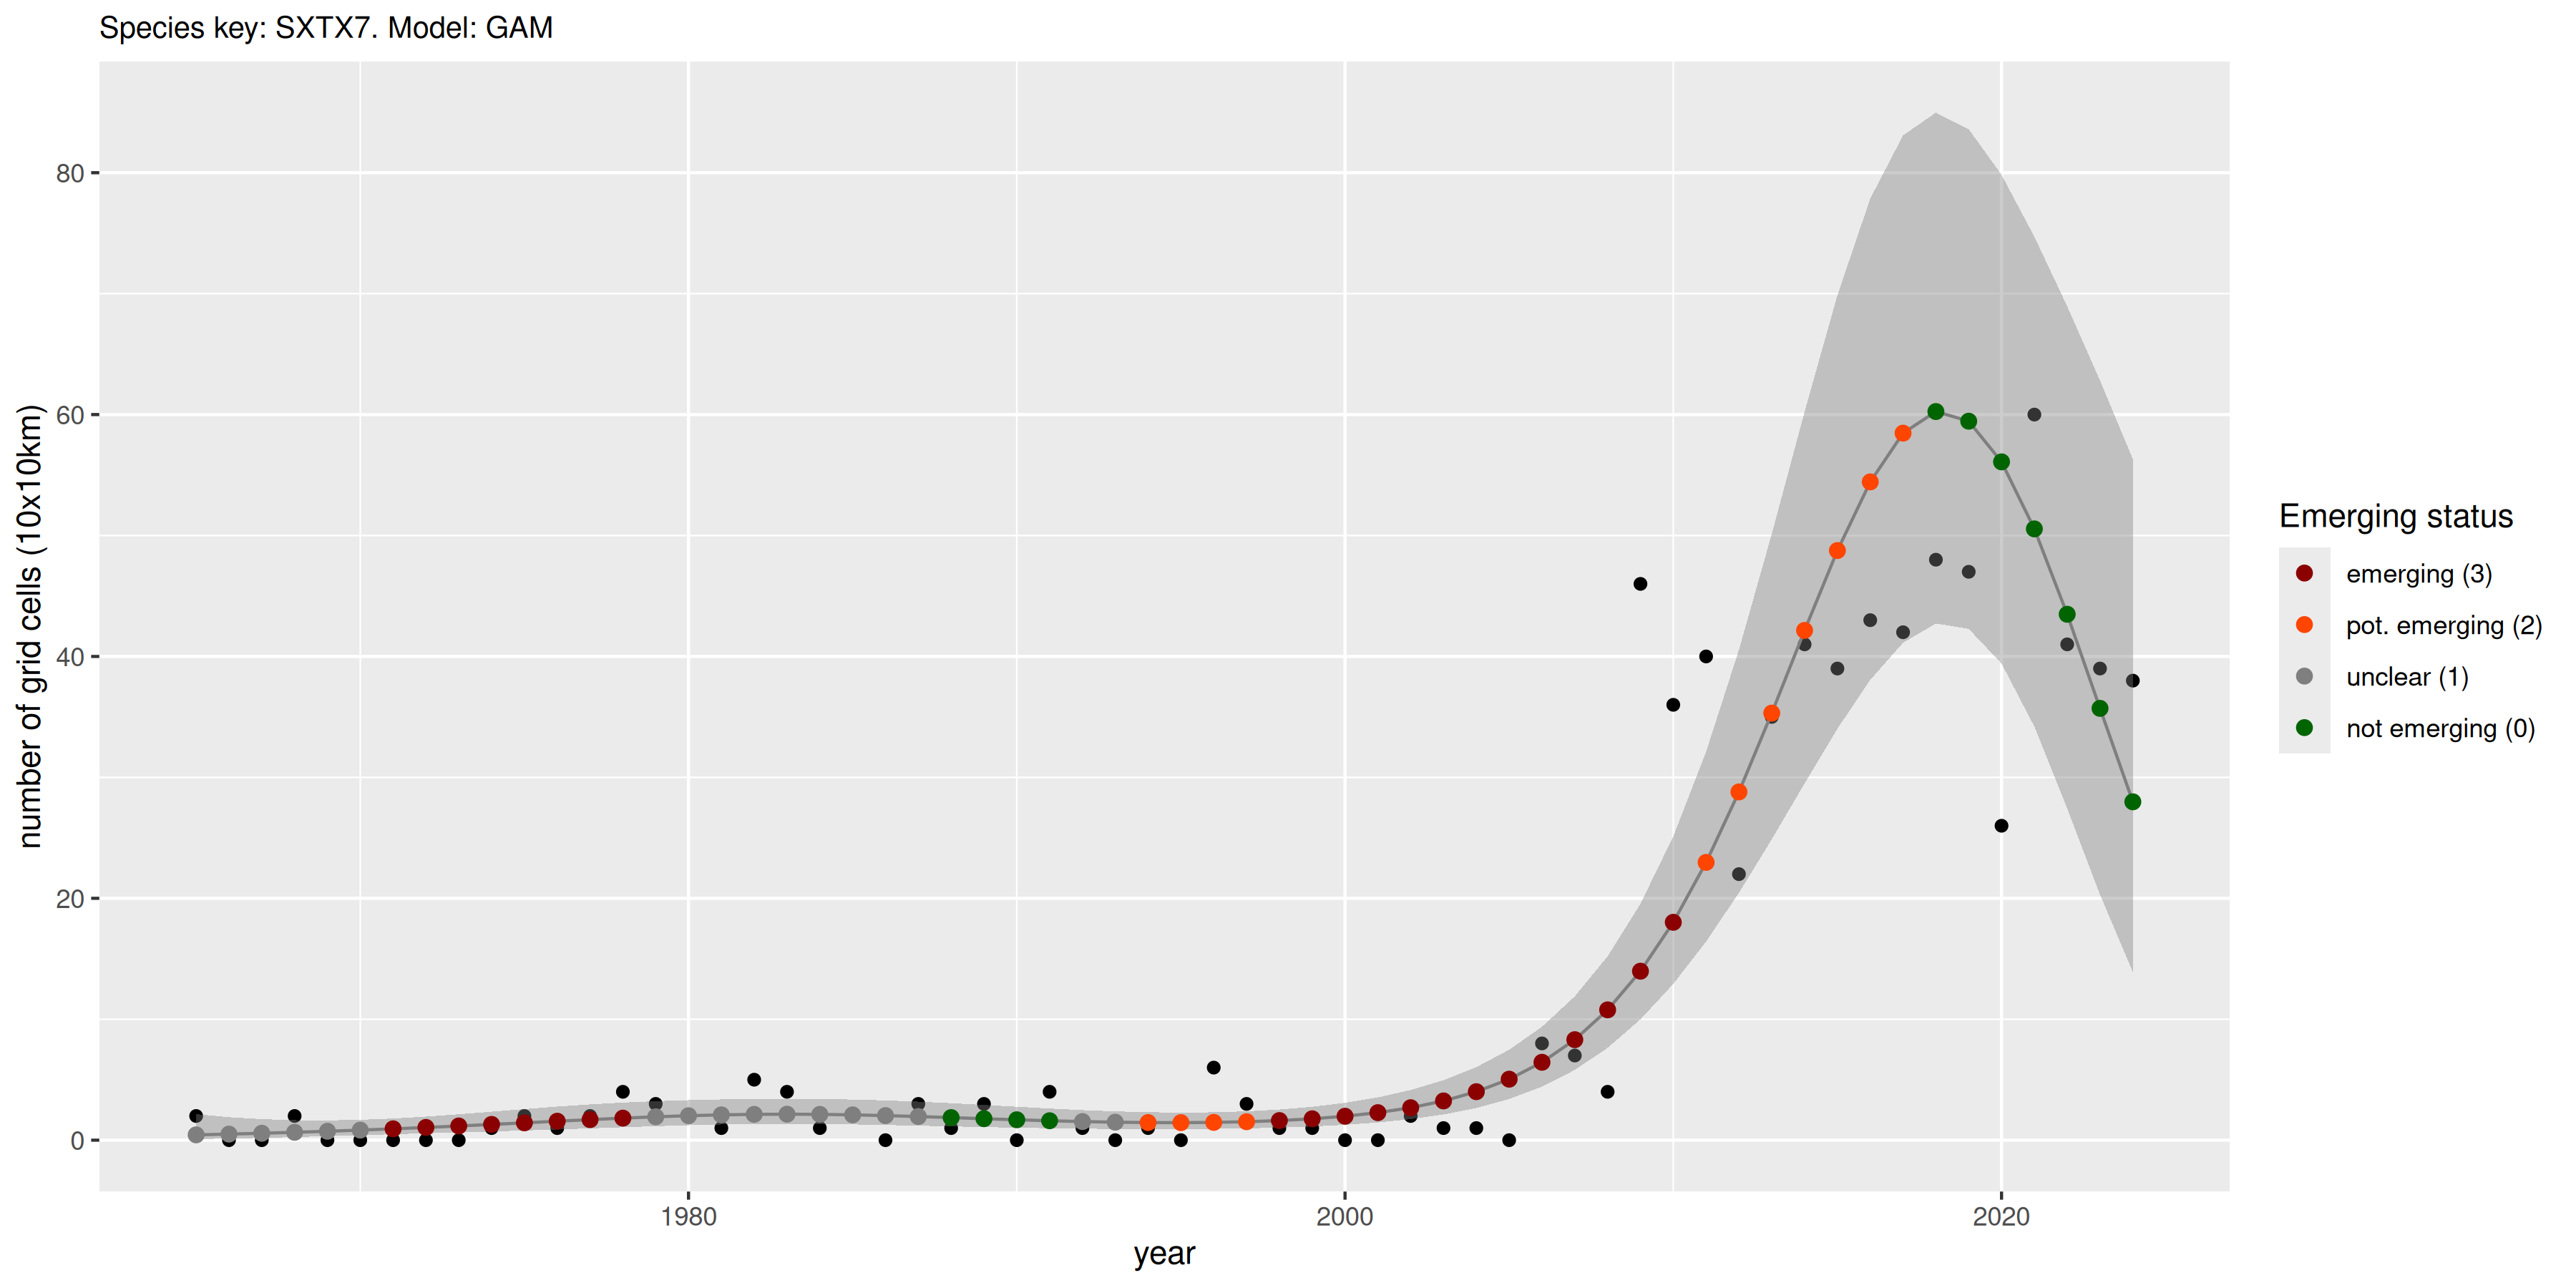 Species key: SXTX7. Model: GAM
number of grid cells (10x10km)
80
60
40
20
0
1980
2000
2020
year
Emerging status
emerging (3)
pot. emerging (2)
unclear (1)
not emerging (0)